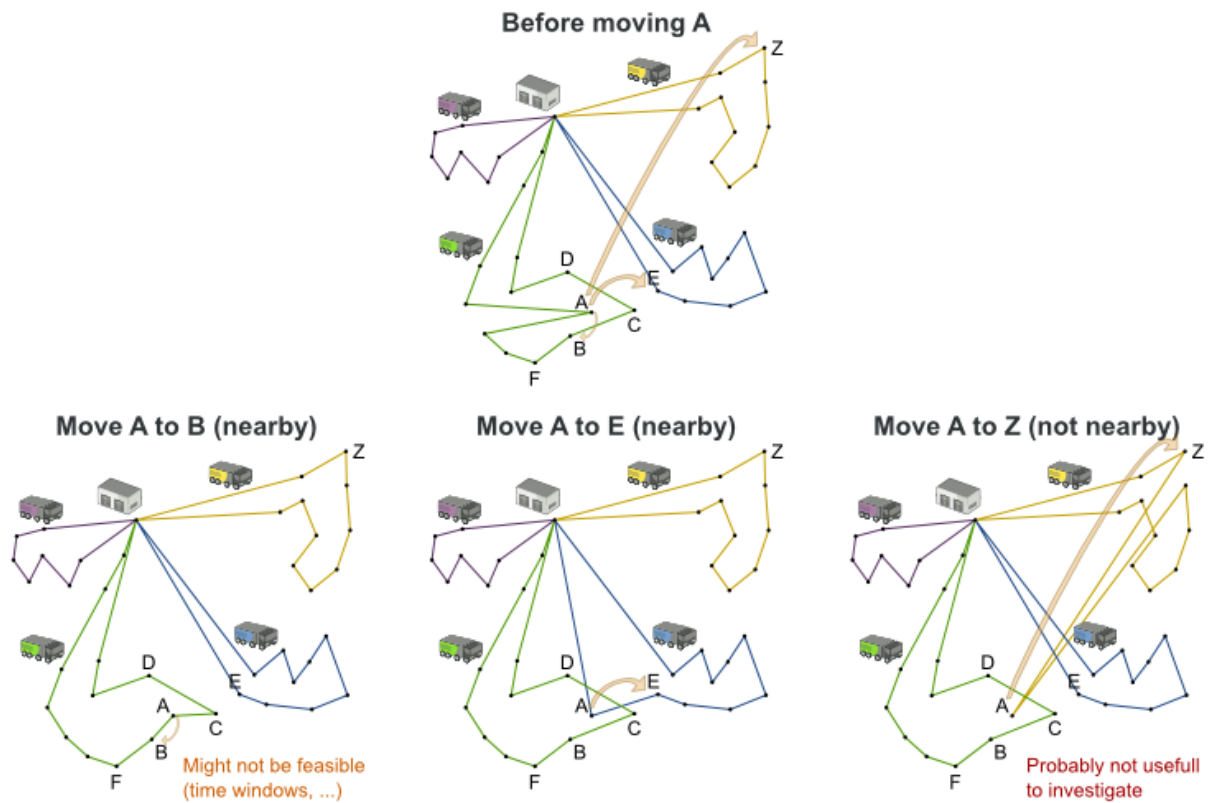 Before moving A
Z
D
E
A
C
B
F
Move A to B (nearby)
Z
D
E
A
C
B
F
Might not be feasible
(time windows, ...)
Move A to E (nearby)
Z
D
E
A
C
B
F
Move A to Z (not nearby)
Z
D
E
A
C
B
F
Probably not usefull
to investigate